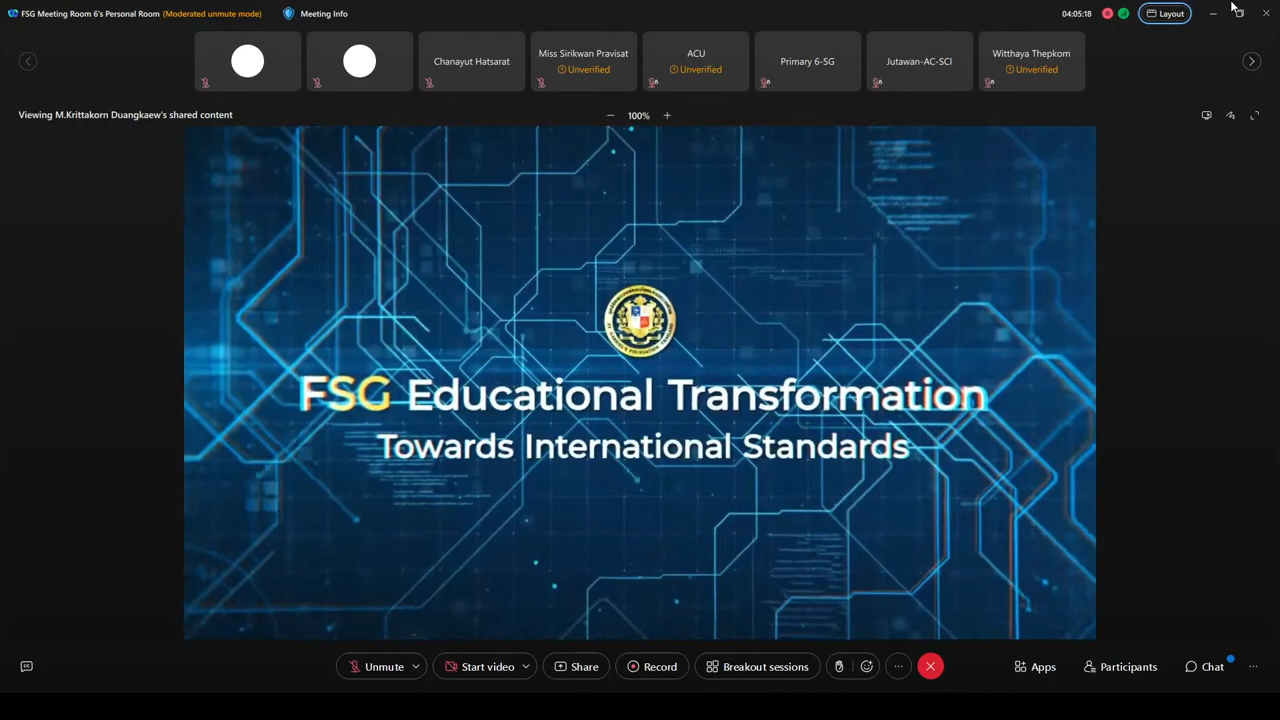 FSG Meeting Room 6's Personal Room (Moderated unmute mode)
Meeting Info
04:05:18
Layout
Chanayut Hatsarat
Miss Sirikwan Pravisat
Unverified
ACU
Unverified
Primary 6-SG
Jutawan-AC-SCI
Witthaya Thepkom
Unverified
Viewing M.Krittakorn Duangkaew's shared content
100%
FSG Educational Transformation
Towards International Standards
Unmute
Start video
Share
Record
Breakout sessions
Apps
Participants
Chat